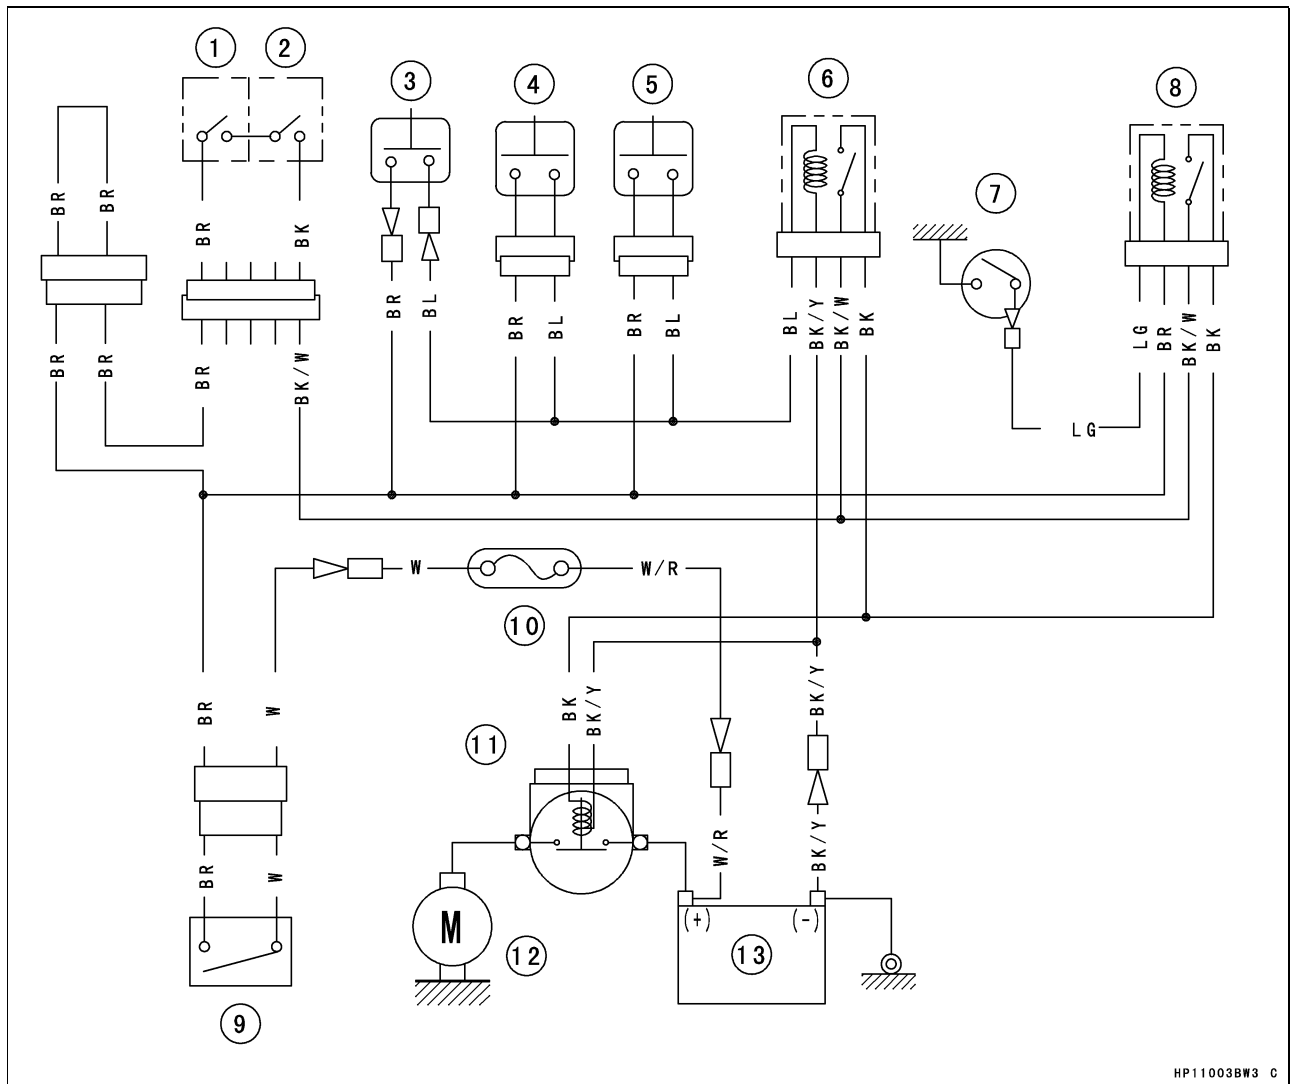 1 2
3 4 5 6 8
7
BR BR BR BK
BR BL BR BL BR BL BL BK/Y BK/W BK LG BR BK/W BK
BR BR BR BK/W
LG
W W/R
10
BR W BK BK/Y BK/Y
11
BR W W/R BK/Y
M (+) (-)
12 13
9
HP11003BW3 C